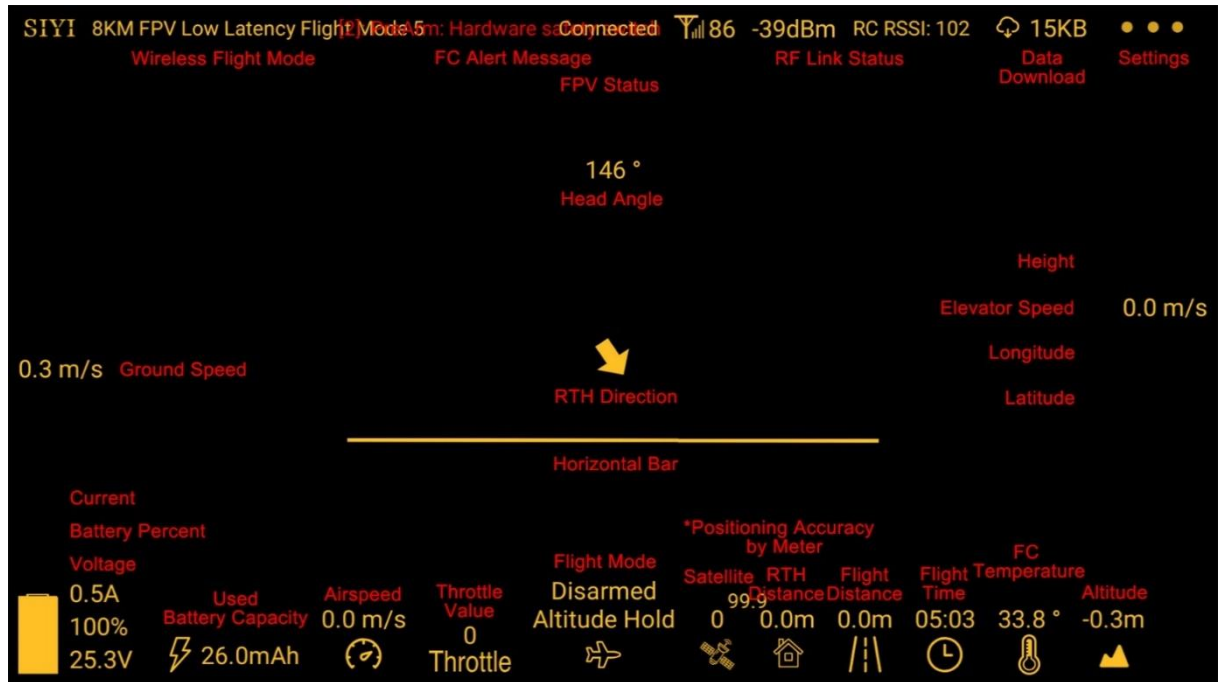 SIYI 8KM FPV Low Latency Flight Mode 5 Connected 86 -39dBm RC RSSI: 102 15KB
Wireless Flight Mode FC Alert Message RF Link Status Data Settings
Download
FPV Status
146 °
Head Angle
Height
Elevator Speed 0.0 m/s
Longitude
0.3 m/s Ground Speed
RTH Direction
Latitude
Horizontal Bar
Current
Battery Percent
*Positioning Accuracy
by Meter
Voltage
Flight Mode
FC
Temperature
Satellite RTH Distance Flight Distance Flight Time
0.5A
Used
Battery Capacity
Airspeed
Throttle
Value
Disarmed
99.9
Altitude
100%
0.0 m/s
0
Altitude Hold
0 0.0m 0.0m 05:03 33.8 ° -0.3m
25.3V 26.0mAh Throttle